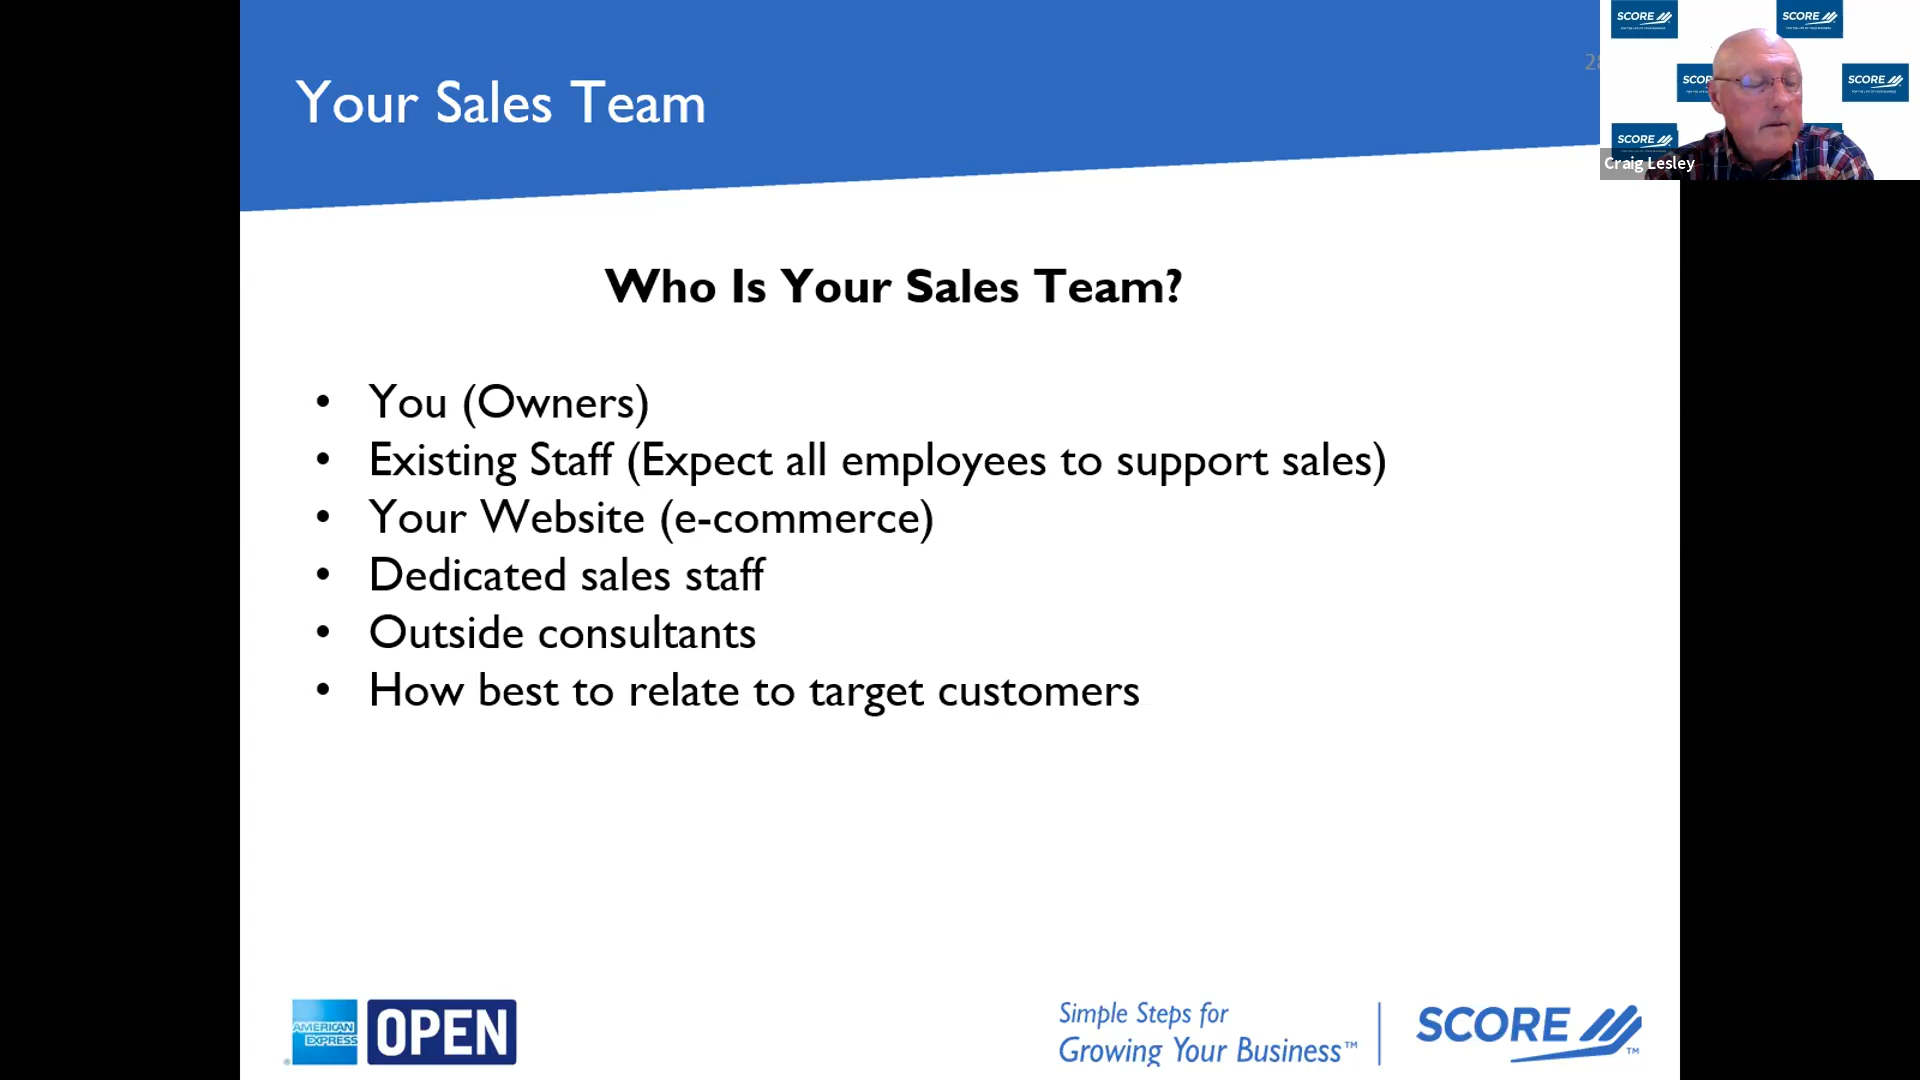 Your Sales Team
SCORE
SCORE
SCORE
SCORE
Craig Lesley
Who Is Your Sales Team?
• You (Owners)
• Existing Staff (Expect all employees to support sales)
• Your Website (e-commerce)
• Dedicated sales staff
• Outside consultants
• How best to relate to target customers
AMERICAN
EXPRESS
®
OPEN
Simple Steps for
Growing Your Business™
SCORE™